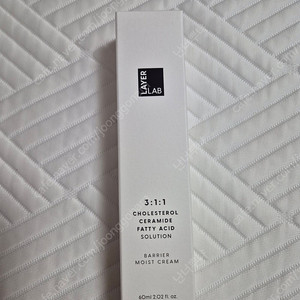 LAYER
LAB
3:1:1
CHOLESTEROL
CERAMIDE
FATTY ACID
SOLUTION
BARRIER
MOIST CREAM
60ml 2.02 fl. oz.